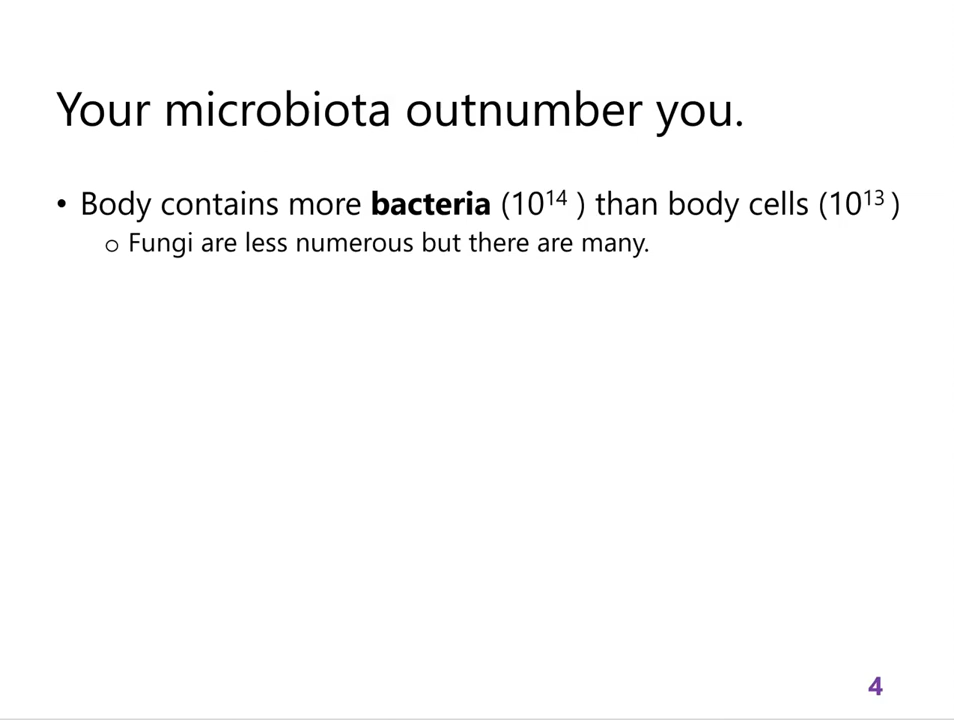 Your microbiota outnumber you.
• Body contains more bacteria (10¹⁴ ) than body cells (10¹³ )
o Fungi are less numerous but there are many.
4